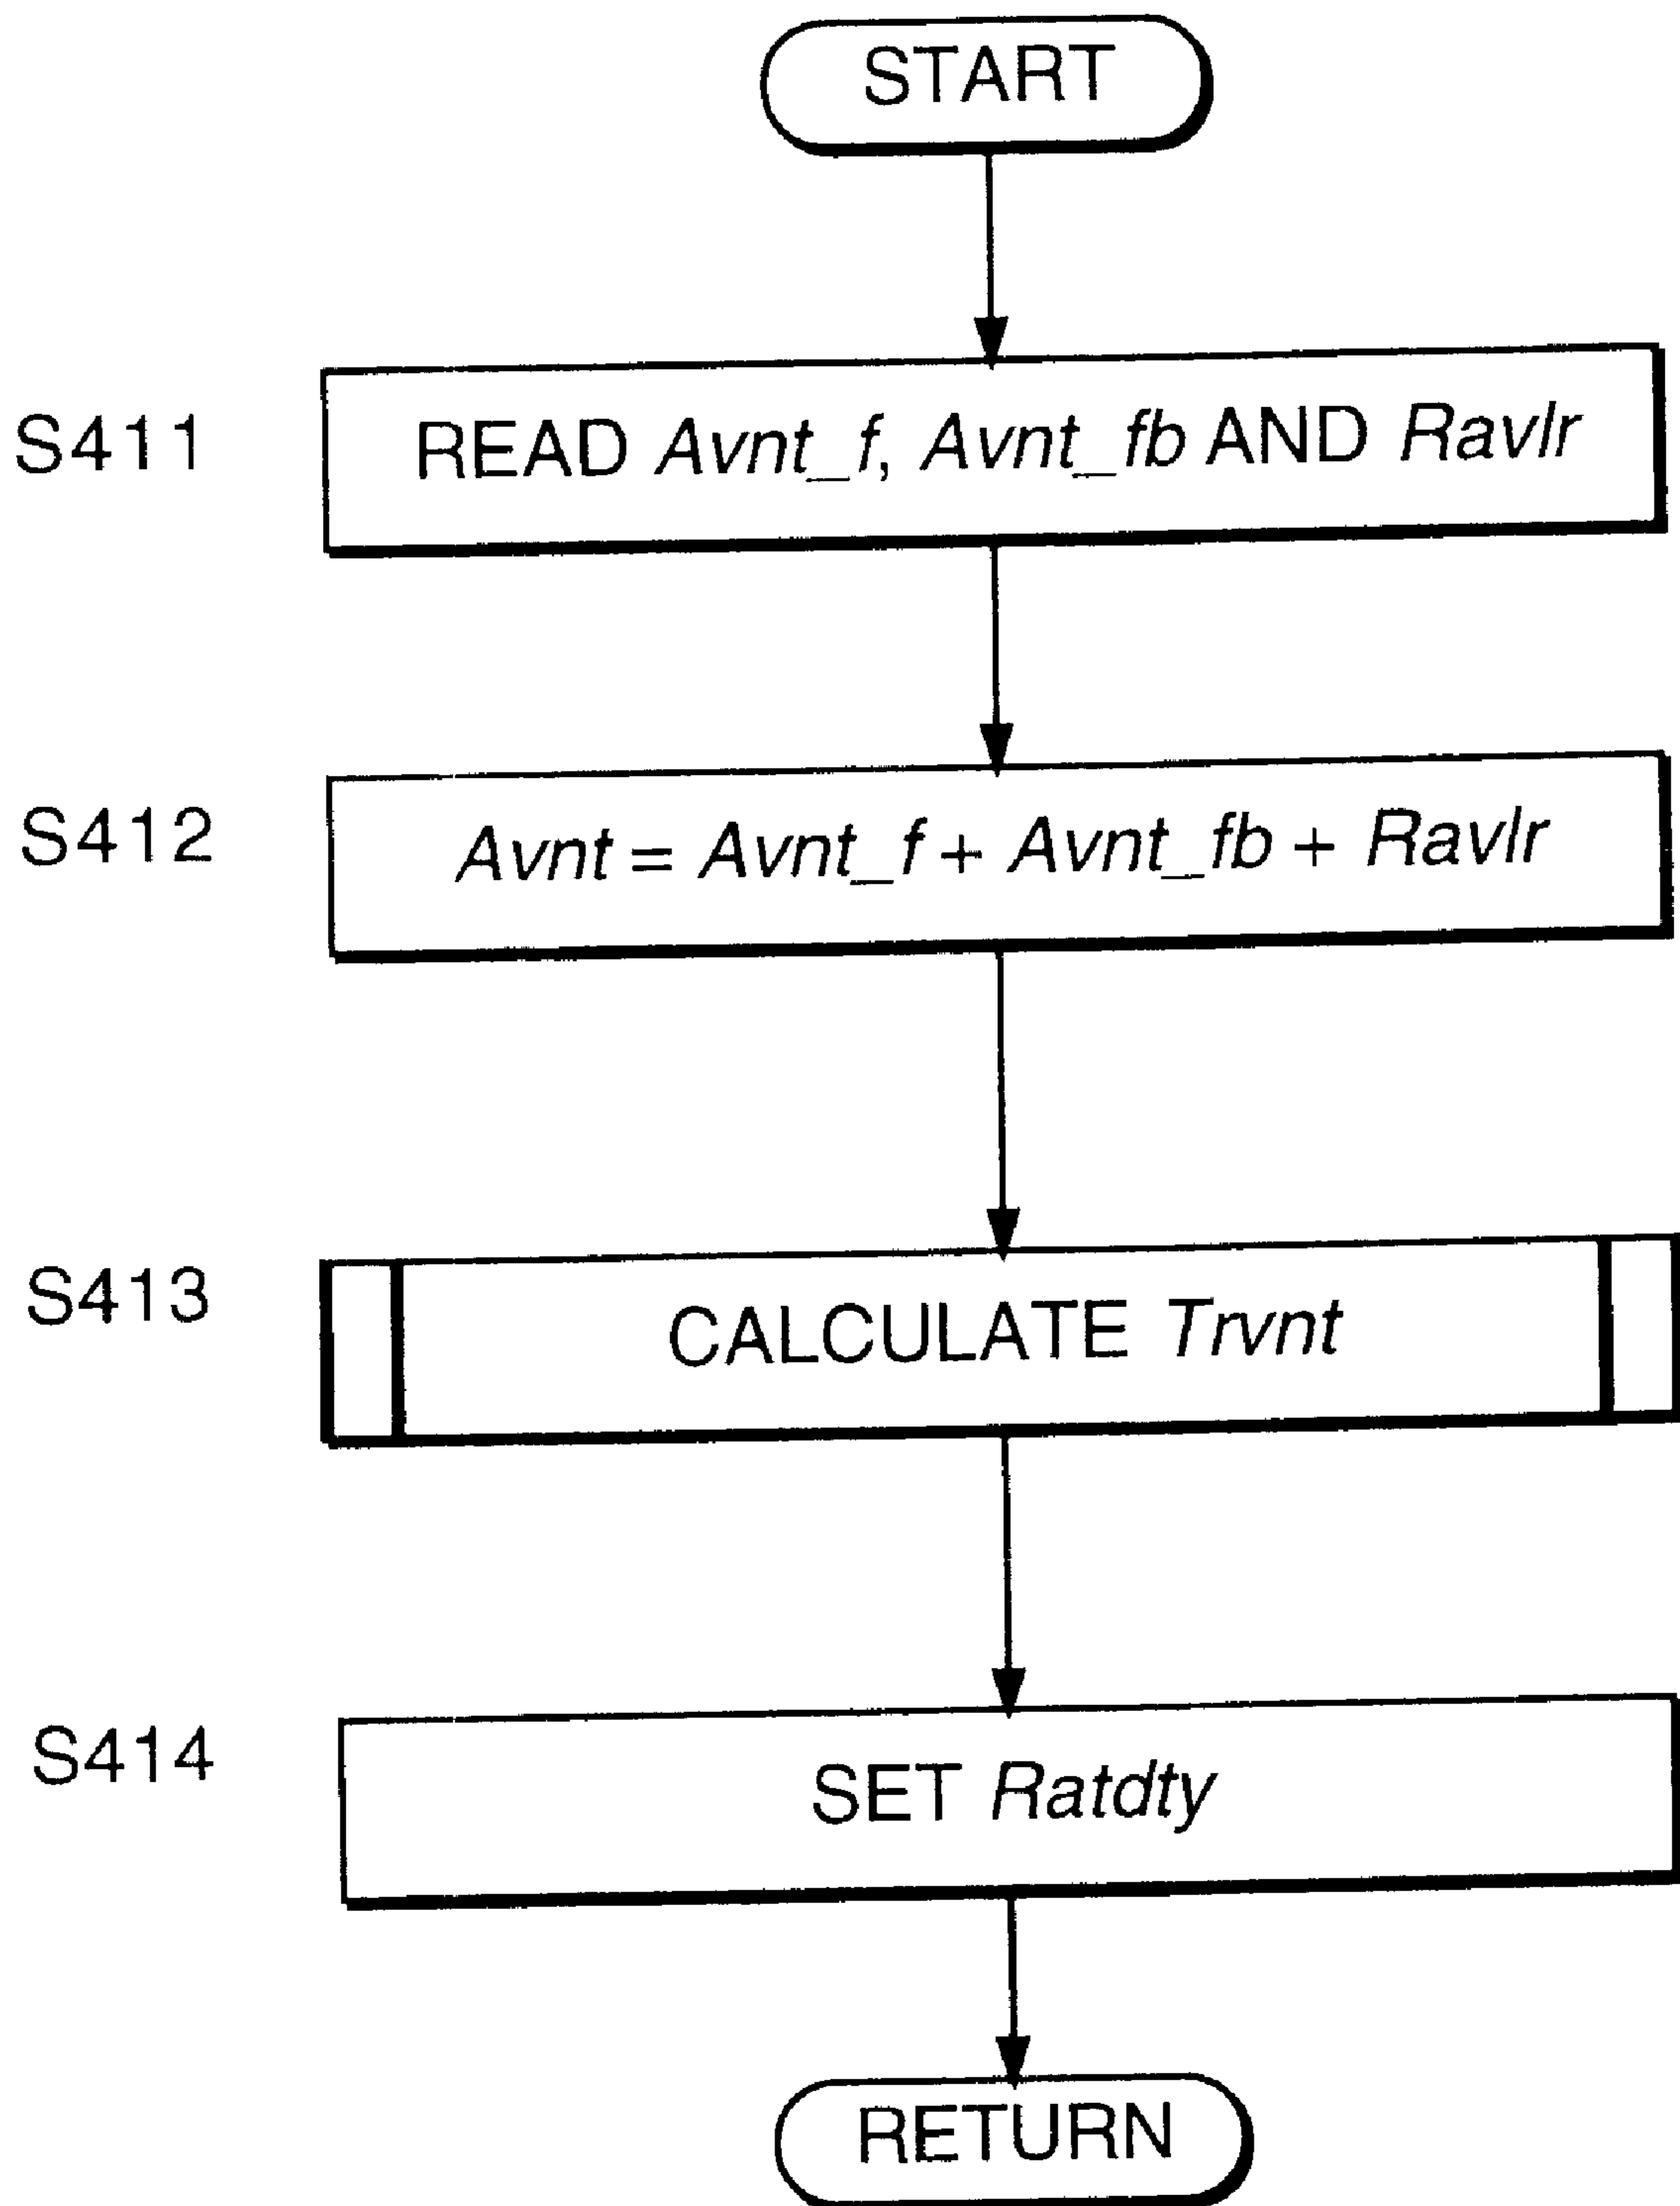 START
S411 READ Avnt_f, Avnt_fb AND Ravlr
S412 Avnt = Avnt_f + Avnt_fb + Ravlr
S413 CALCULATE Trvnt
S414 SET Ratdty
RETURN